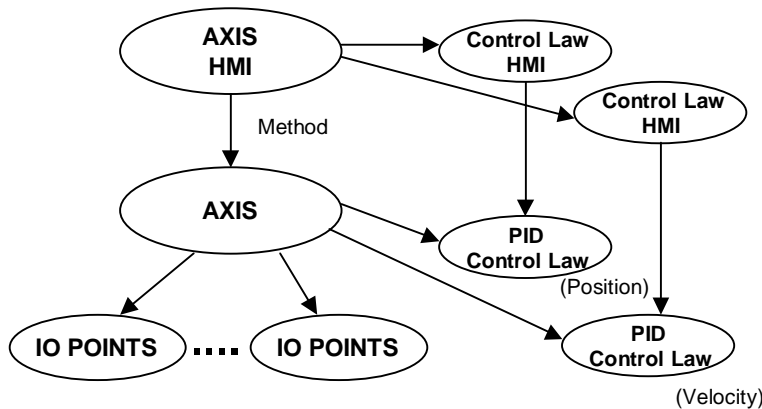 AXIS
HMI
Control Law
HMI
Control Law
HMI
Method
AXIS
PID
Control Law
(Position)
IO POINTS
IO POINTS
PID
Control Law
(Velocity)